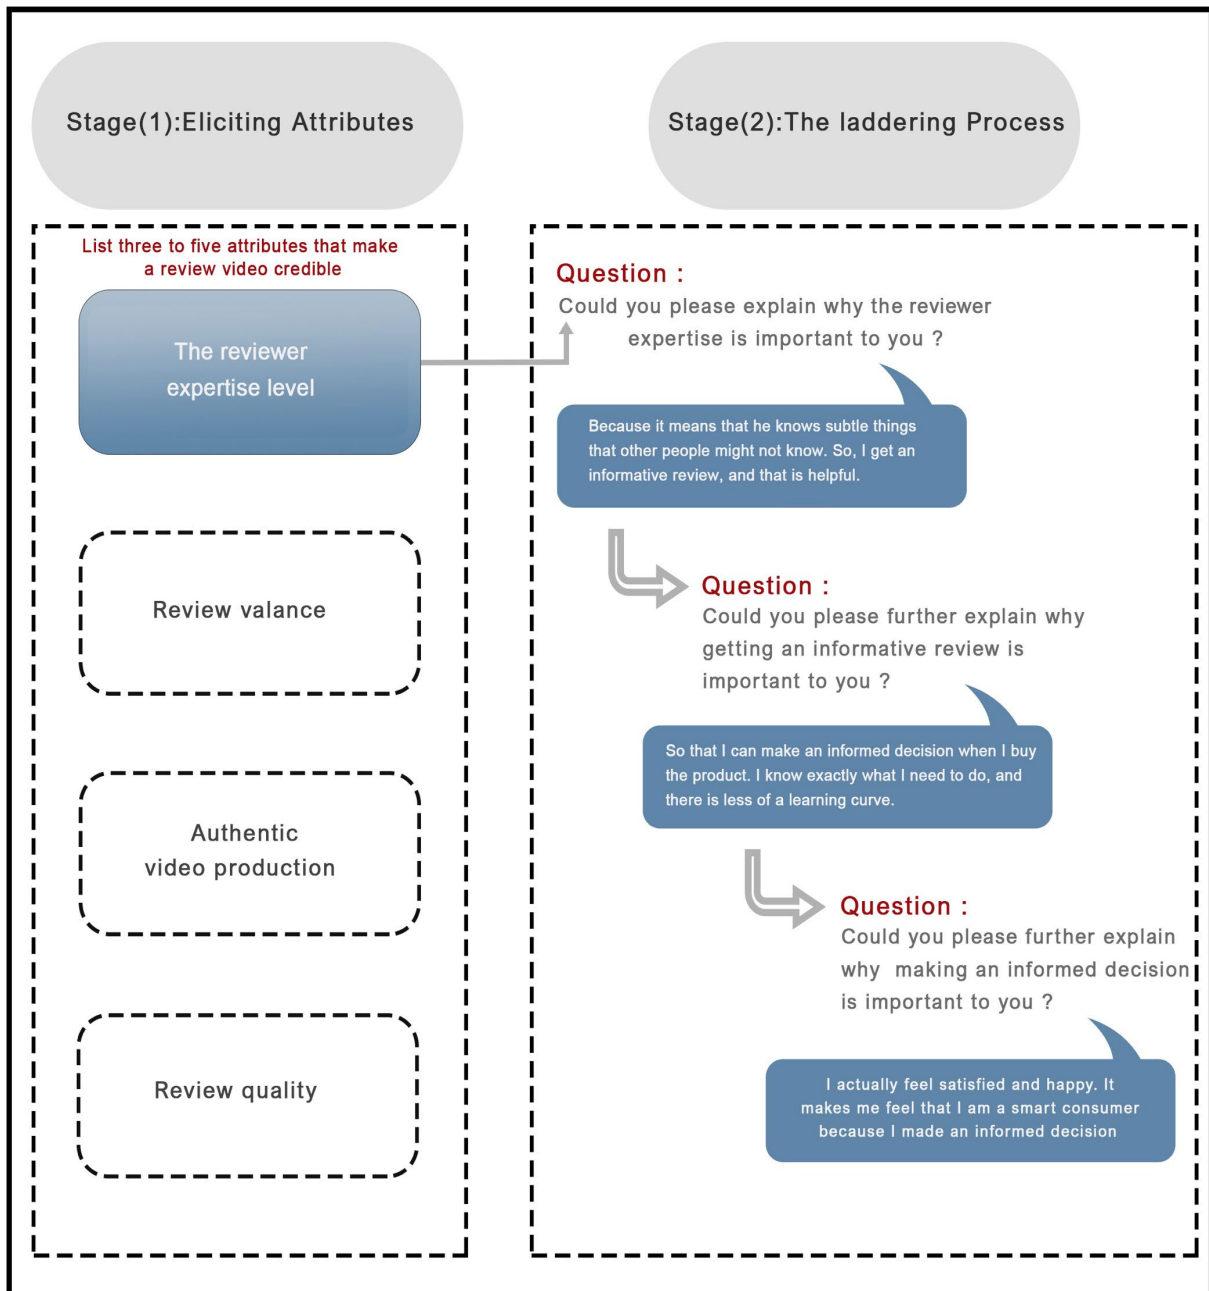 Stage(1):Eliciting Attributes
Stage(2):The laddering Process
List three to five attributes that make
a review video credible
The reviewer
expertise level
Review valance
Authentic
video production
Review quality
Question :
Could you please explain why the reviewer
expertise is important to you ?
Because it means that he knows subtle things
that other people might not know. So, I get an
informative review, and that is helpful.
Question :
Could you please further explain why
getting an informative review is
important to you ?
So that I can make an informed decision when I buy
the product. I know exactly what I need to do, and
there is less of a learning curve.
Question :
Could you please further explain
why making an informed decision
is important to you ?
I actually feel satisfied and happy. It
makes me feel that I am a smart consumer
because I made an informed decision